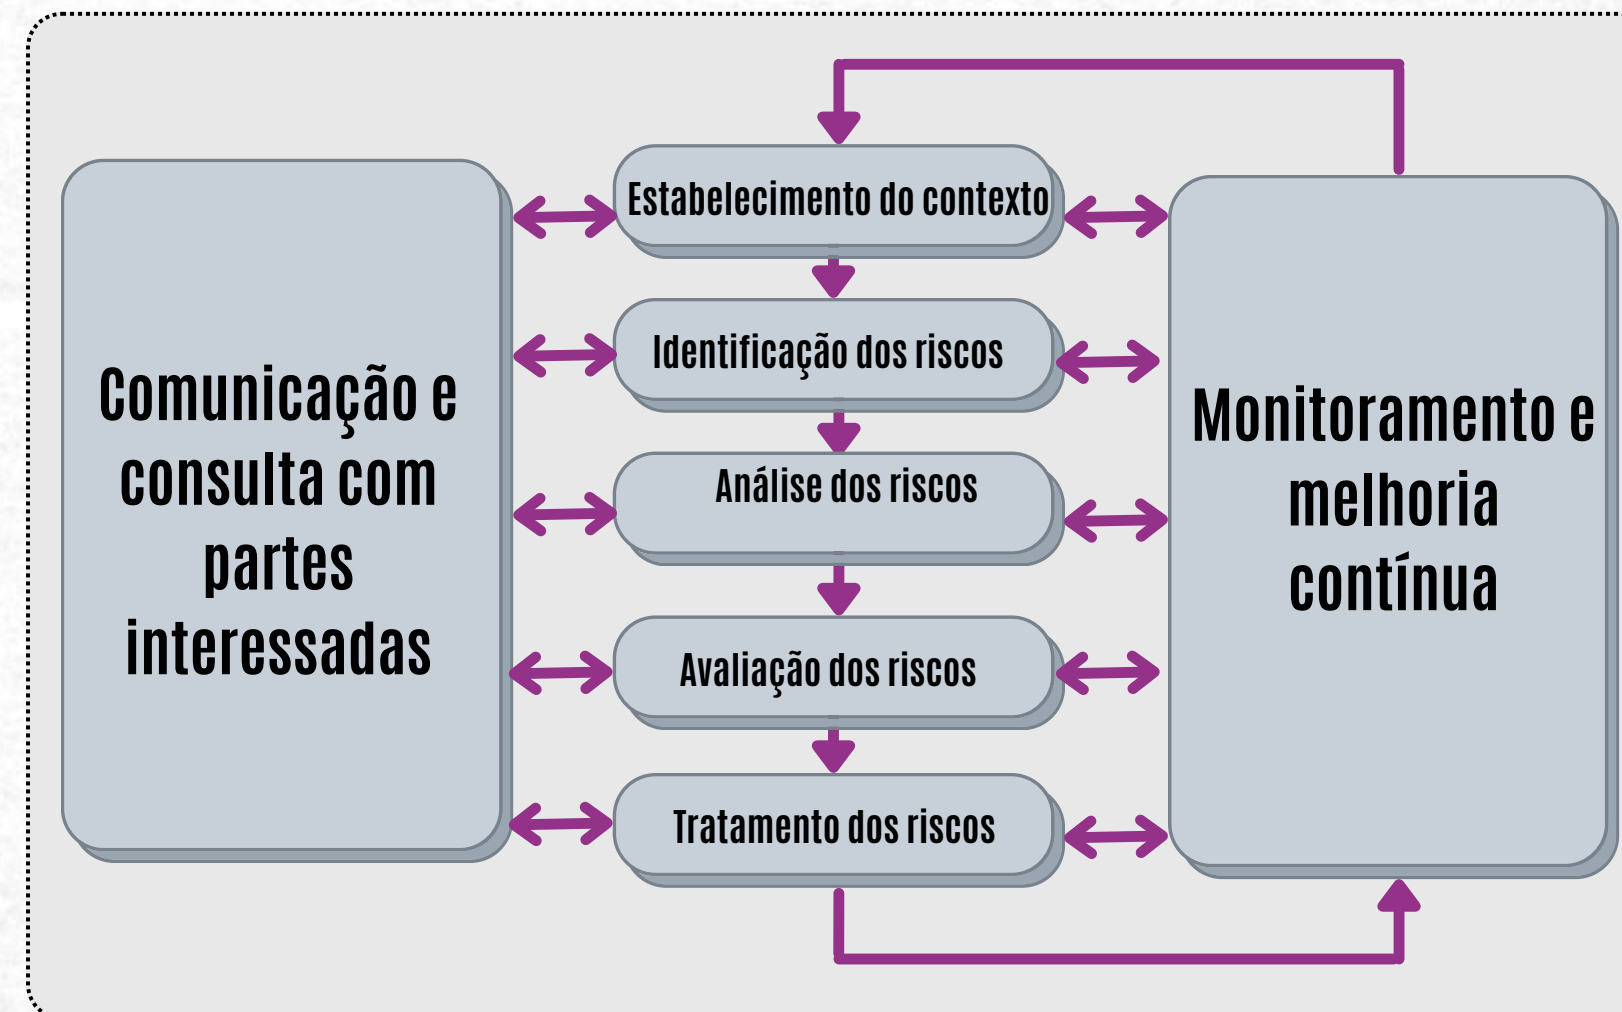 Comunicação e
consulta com
partes
interessadas
Estabelecimento do contexto
Identificação dos riscos
Análise dos riscos
Avaliação dos riscos
Tratamento dos riscos
Monitoramento e
melhoria
contínua